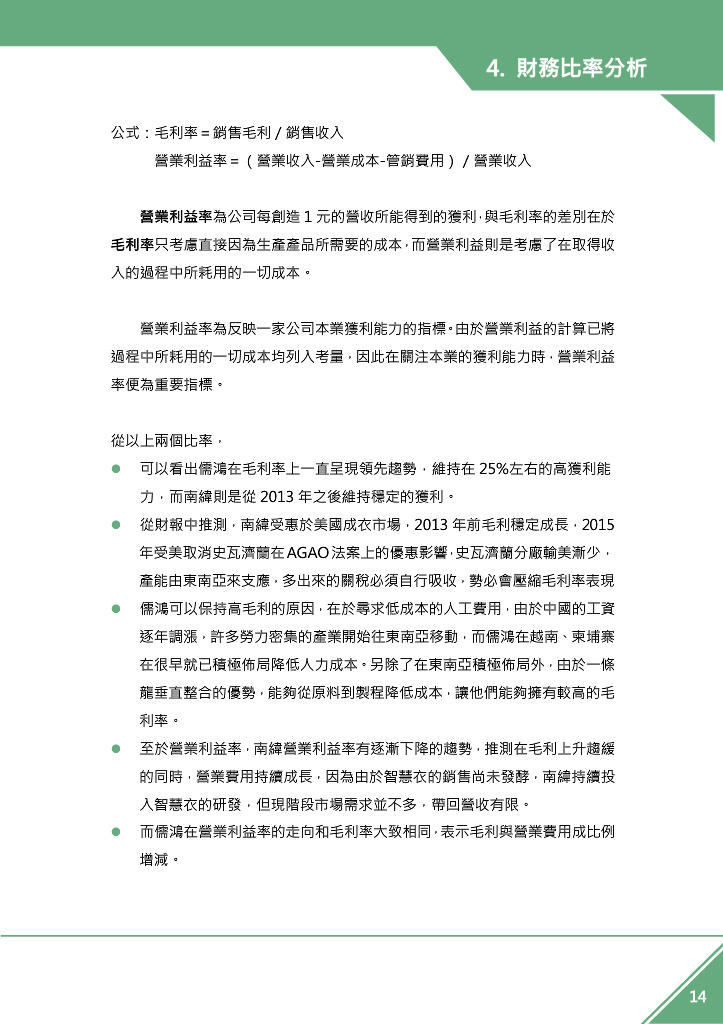 4. 財務比率分析
公式：毛利率＝銷售毛利 / 銷售收入
營業利益率＝（營業收入-營業成本-管銷費用）/ 營業收入
營業利益率為公司每創造 1 元的營收所能得到的獲利，與毛利率的差別在於
毛利率只考慮直接因為生產產品所需要的成本，而營業利益則是考慮了在取得收
入的過程中所耗用的一切成本。
營業利益率為反映一家公司本業獲利能力的指標。由於營業利益的計算已將
過程中所耗用的一切成本均列入考量，因此在關注本業的獲利能力時，營業利益
率便為重要指標。
從以上兩個比率，
● 可以看出儒鴻在毛利率上一直呈現領先趨勢，維持在 25%左右的高獲利能
力，而南緯則是從 2013 年之後維持穩定的獲利。
● 從財報中推測，南緯受惠於美國成衣市場，2013 年前毛利穩定成長，2015
年受美取消史瓦濟蘭在 AGAO 法案上的優惠影響，史瓦濟蘭分廠輸美漸少，
產能由東南亞來支應，多出來的關稅必須自行吸收，勢必會壓縮毛利率表現
● 儒鴻可以保持高毛利的原因，在於尋求低成本的人工費用，由於中國的工資
逐年調漲，許多勞力密集的產業開始往東南亞移動，而儒鴻在越南、柬埔寨
在很早就已積極佈局降低人力成本。另除了在東南亞積極佈局外，由於一條
龍垂直整合的優勢，能夠從原料到製程降低成本，讓他們能夠擁有較高的毛
利率。
● 至於營業利益率，南緯營業利益率有逐漸下降的趨勢，推測在毛利上升趨緩
的同時，營業費用持續成長，因為由於智慧衣的銷售尚未發酵，南緯持續投
入智慧衣的研發，但現階段市場需求並不多，帶回營收有限。
● 而儒鴻在營業利益率的走向和毛利率大致相同，表示毛利與營業費用成比例
增減。
14